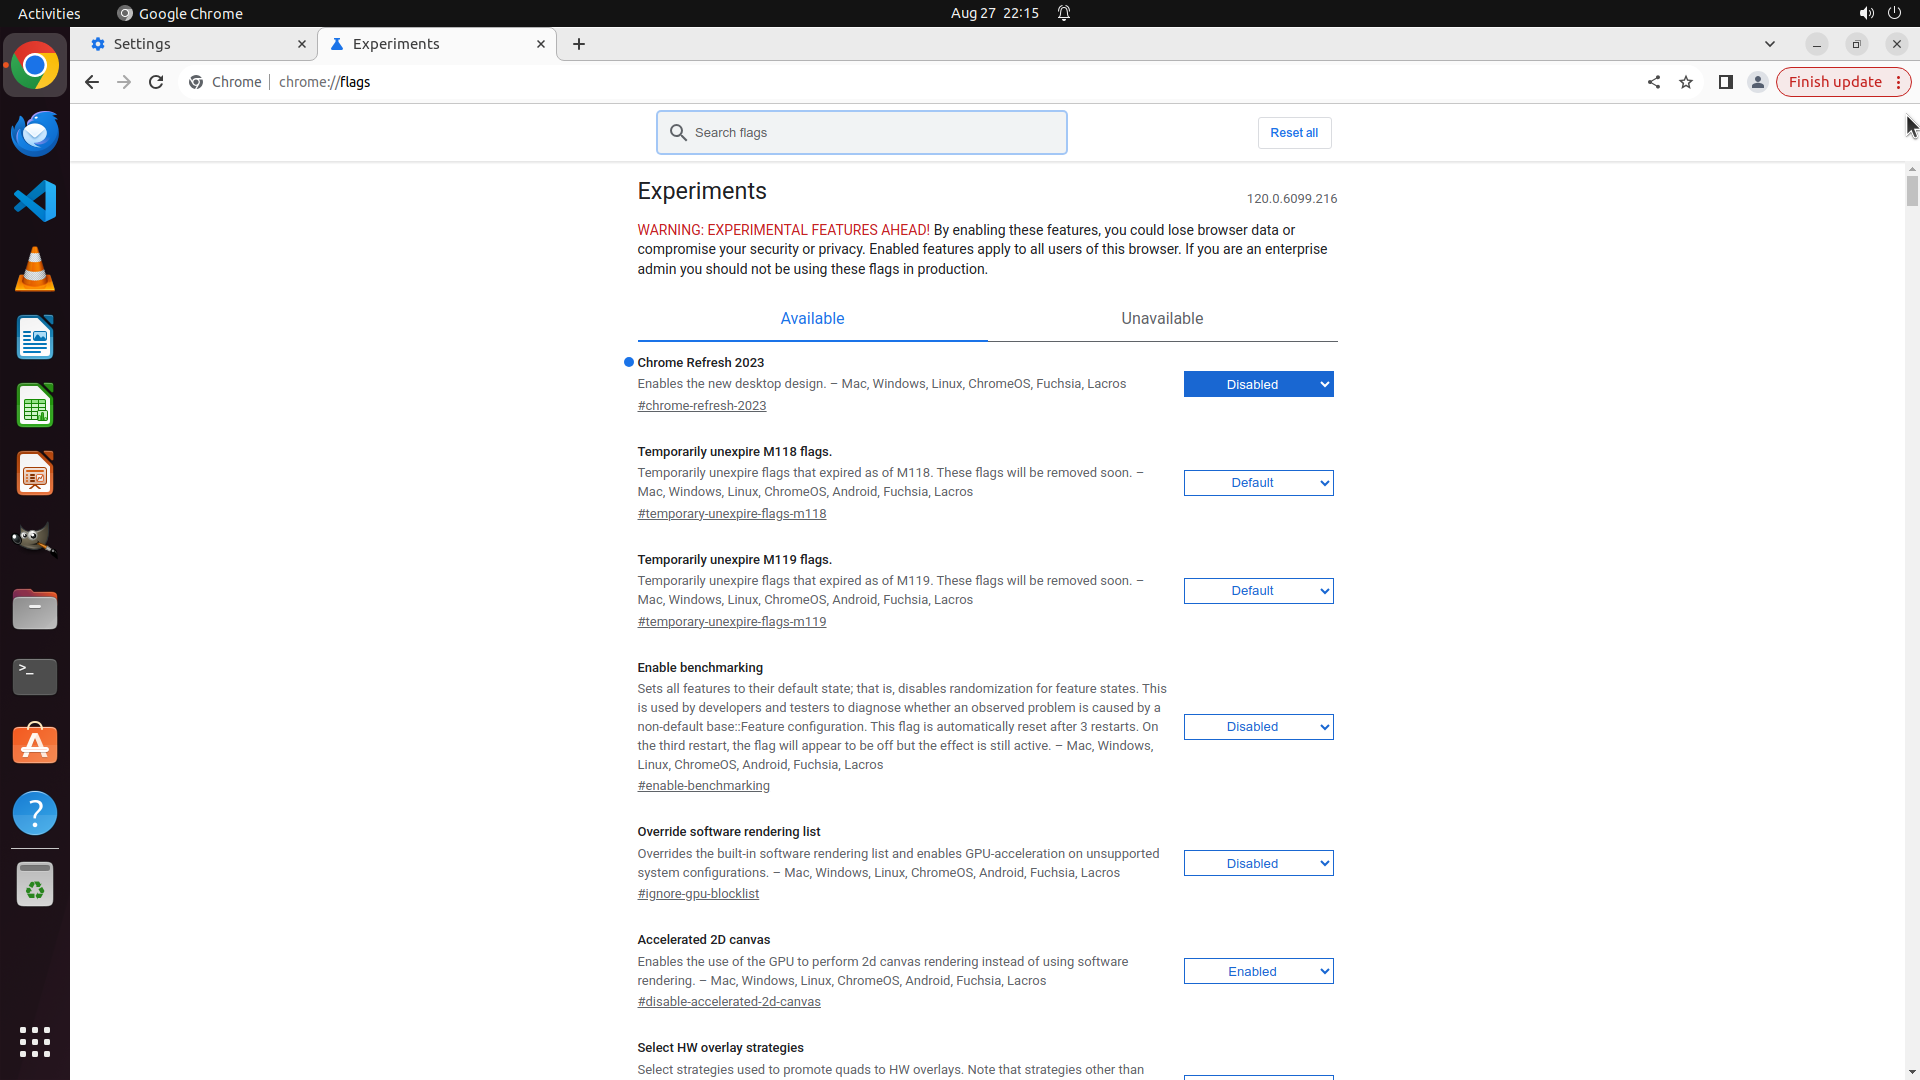 Activities
Google Chrome
Aug 27 22:15
Settings
Experiments
Chrome
chrome://flags
Finish update
Search flags
Reset all
Experiments
120.0.6099.216
WARNING: EXPERIMENTAL FEATURES AHEAD! By enabling these features, you could lose browser data or
compromise your security or privacy. Enabled features apply to all users of this browser. If you are an enterprise
admin you should not be using these flags in production.
Available
Unavailable
Chrome Refresh 2023
Enables the new desktop design. – Mac, Windows, Linux, ChromeOS, Fuchsia, Lacros
#chrome-refresh-2023
Disabled
Temporarily unexpire M118 flags.
Temporarily unexpire flags that expired as of M118. These flags will be removed soon. –
Mac, Windows, Linux, ChromeOS, Android, Fuchsia, Lacros
#temporary-unexpire-flags-m118
Default
Temporarily unexpire M119 flags.
Temporarily unexpire flags that expired as of M119. These flags will be removed soon. –
Mac, Windows, Linux, ChromeOS, Android, Fuchsia, Lacros
#temporary-unexpire-flags-m119
Default
Enable benchmarking
Sets all features to their default state; that is, disables randomization for feature states. This
is used by developers and testers to diagnose whether an observed problem is caused by a
non-default base::Feature configuration. This flag is automatically reset after 3 restarts. On
the third restart, the flag will appear to be off but the effect is still active. – Mac, Windows,
Linux, ChromeOS, Android, Fuchsia, Lacros
#enable-benchmarking
Disabled
Override software rendering list
Overrides the built-in software rendering list and enables GPU-acceleration on unsupported
system configurations. – Mac, Windows, Linux, ChromeOS, Android, Fuchsia, Lacros
#ignore-gpu-blocklist
Disabled
Accelerated 2D canvas
Enables the use of the GPU to perform 2d canvas rendering instead of using software
rendering. – Mac, Windows, Linux, ChromeOS, Android, Fuchsia, Lacros
#disable-accelerated-2d-canvas
Enabled
Select HW overlay strategies
Select strategies used to promote quads to HW overlays. Note that strategies other than